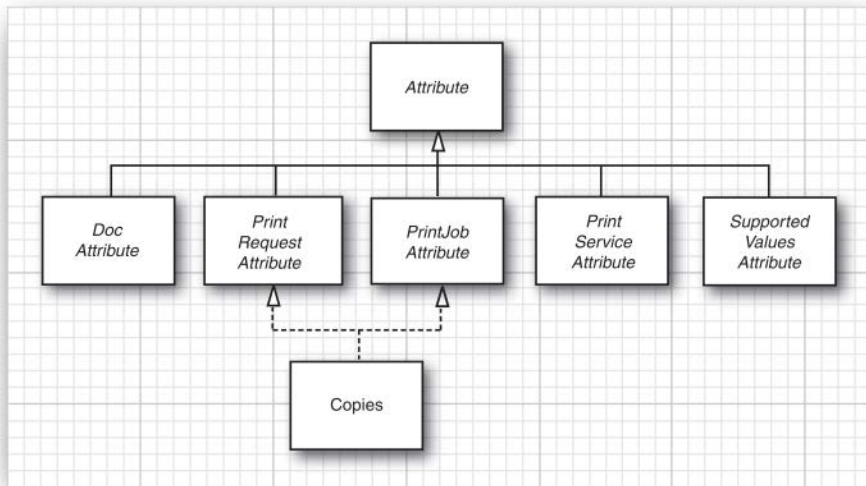 Attribute
Doc
Attribute
Print
Request
Attribute
PrintJob
Attribute
Print
Service
Attribute
Supported
Values
Attribute
Copies